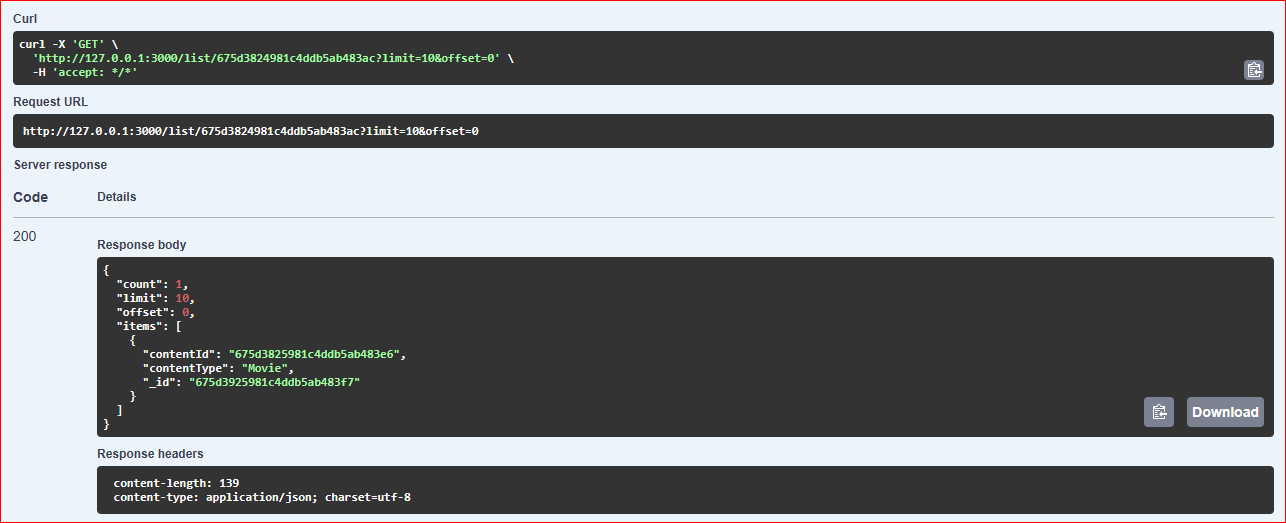 Curl
curl -X 'GET' \
  'http://127.0.0.1:3000/list/675d3824981c4ddb5ab483ac?limit=10&offset=0' \
  -H 'accept: */*'
Request URL
http://127.0.0.1:3000/list/675d3824981c4ddb5ab483ac?limit=10&offset=0
Server response
Code Details
200
Response body
{
  "count": 1,
  "limit": 10,
  "offset": 0,
  "items": [
    {
      "contentId": "675d3825981c4ddb5ab483e6",
      "contentType": "Movie",
      "_id": "675d3925981c4ddb5ab483f7"
    }
  ]
}
Download
Response headers
content-length: 139
content-type: application/json; charset=utf-8